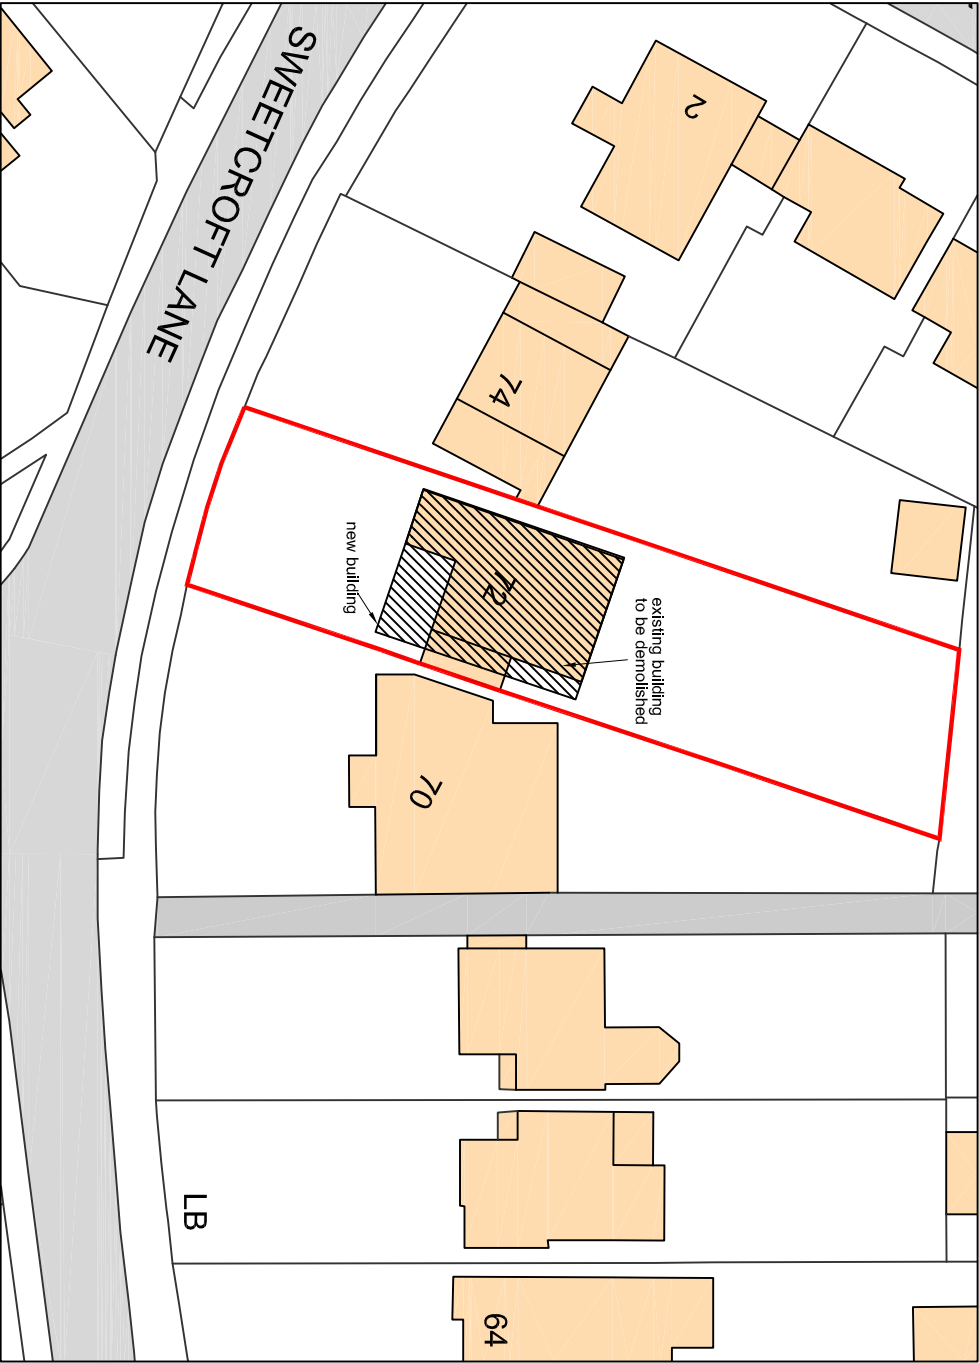 SWEETCROFT LANE
2
74
72
new building
existing building
to be demolished
70
LB
64